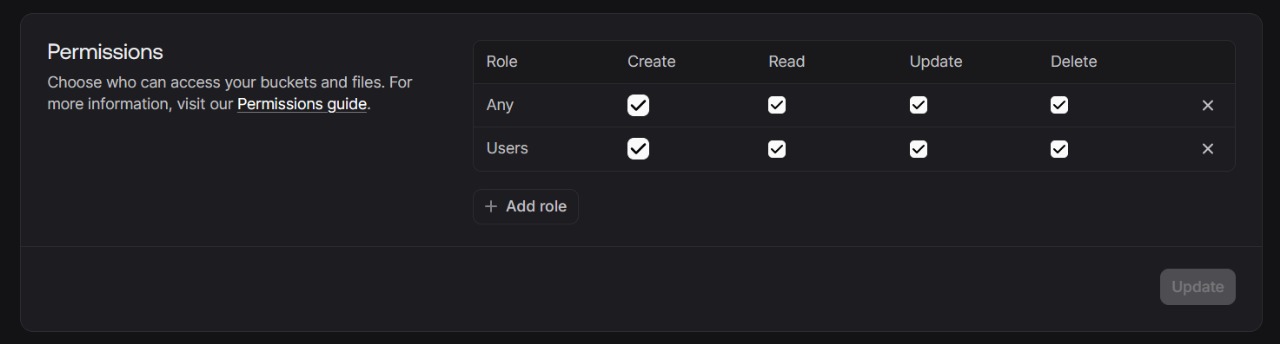 Permissions
Choose who can access your buckets and files. For
more information, visit our Permissions guide.
Role Create Read Update Delete
Any
Users
Add role
Update